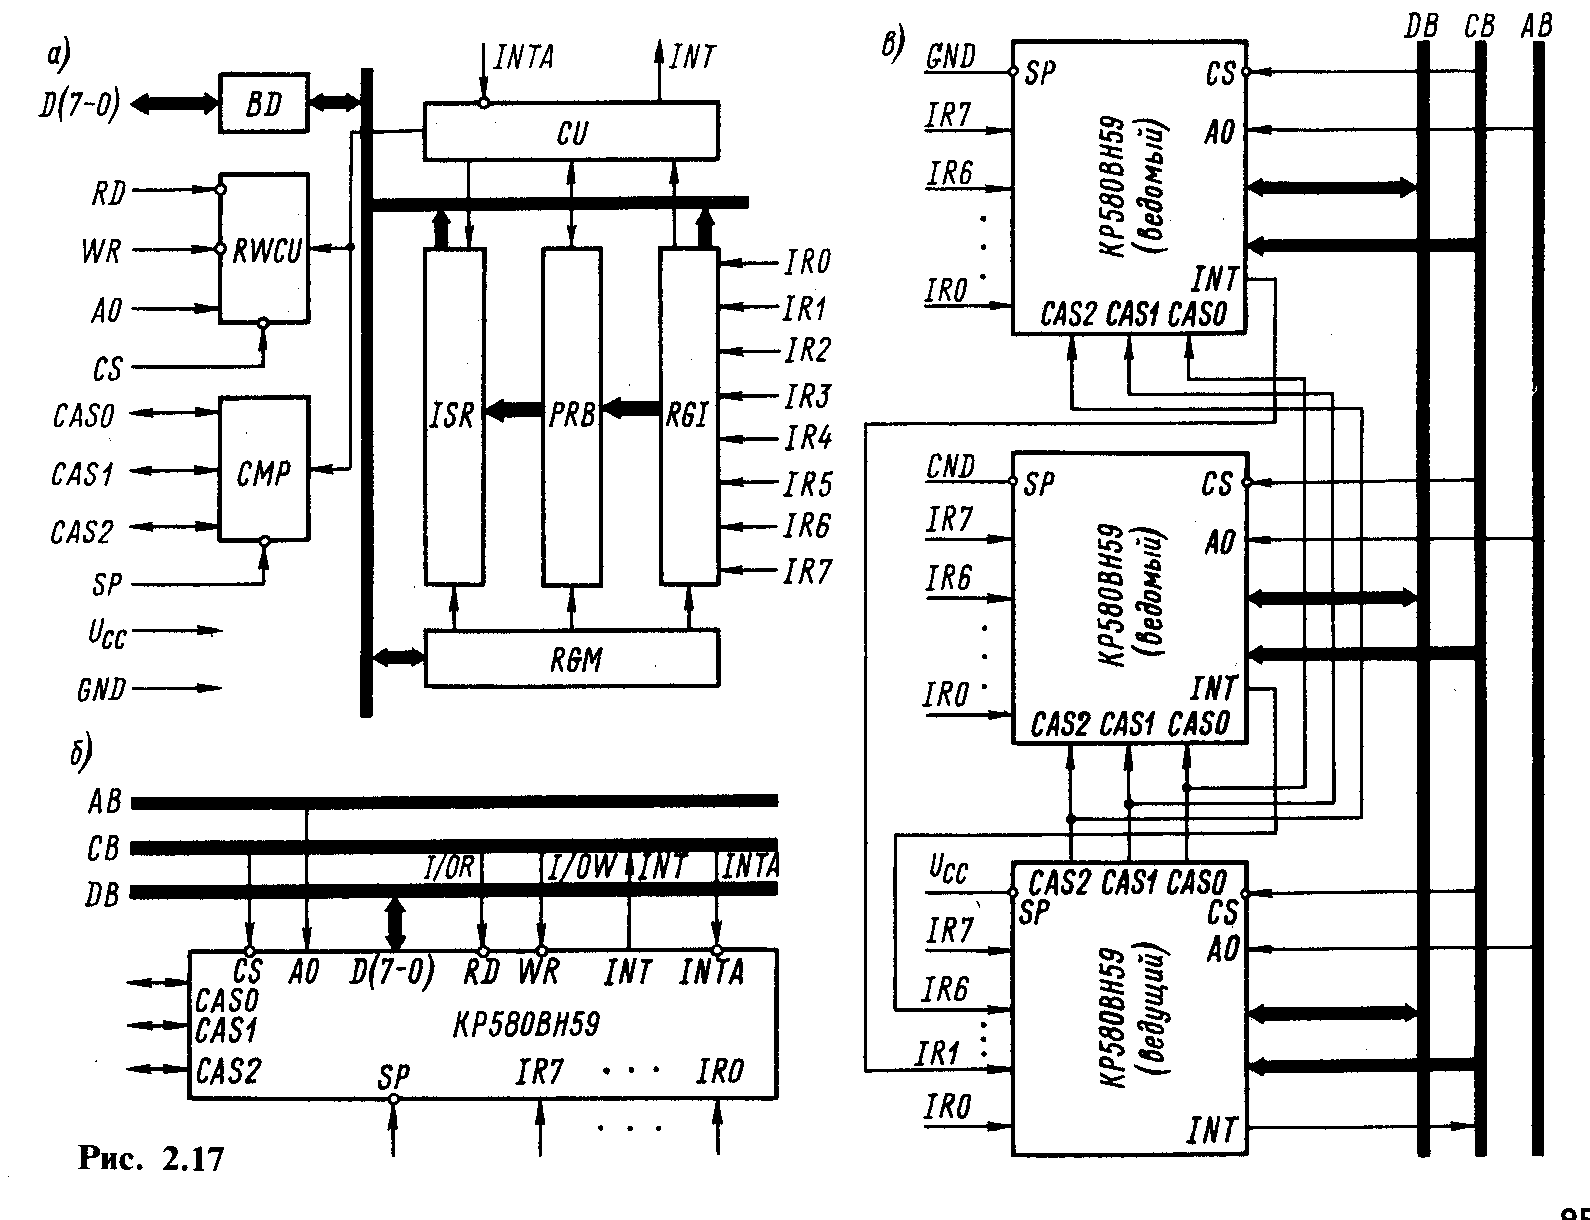 а)
INTA
INT
D(7-0)
BD
CU
RD
WR
RWCU
A0
CS
CAS0
CAS1
CMP
CAS2
SP
UCC
GND
ISR
PRB
RGI
IR0
IR1
IR2
IR3
IR4
IR5
IR6
IR7
RGM
б)
AB
CB
DB
I/OR
I/OW
INT
INTA
CS
A0
D(7-0)
RD
WR
INT
INTA
CAS0
CAS1
CAS2
КР580ВН59
SP
IR7
. . .
IR0
. . .
Рис. 2.17
в)
DB
CB
AB
GND
SP
CS
IR7
A0
IR6
КР580ВН59
(ведомый)
INT
IR0
CAS2
CAS1
CAS0
CND
SP
CS
IR7
A0
IR6
КР580ВН59
(ведомый)
INT
IR0
CAS2
CAS1
CAS0
UCC
CAS2
CAS1
CAS0
SP
CS
IR7
A0
IR6
КР580ВН59
(ведущий)
IR1
IR0
INT